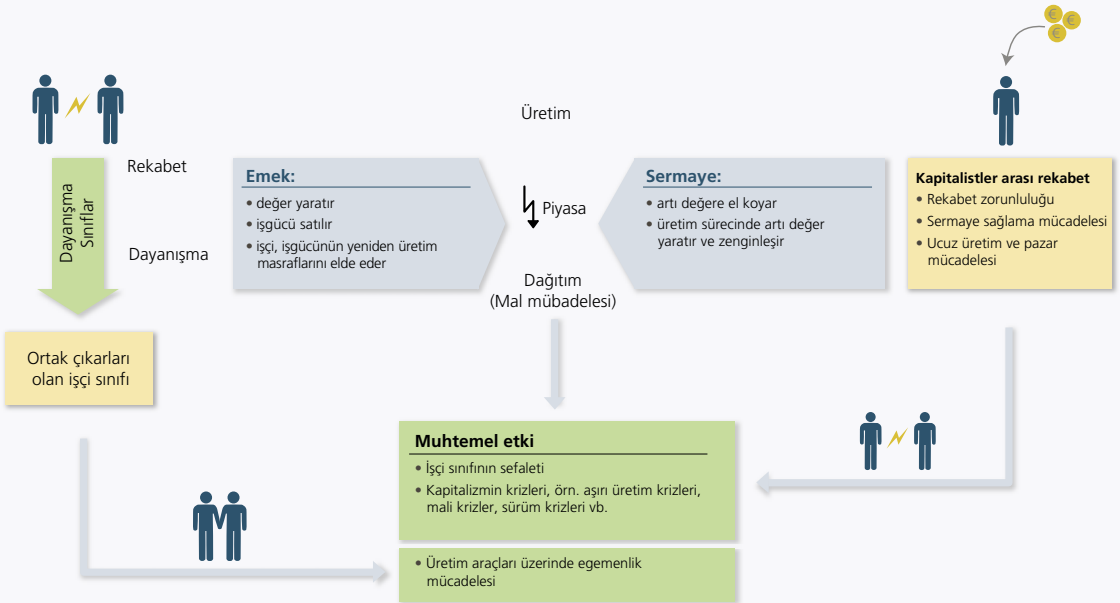 Üretim
Rekabet
Dayanışma
Dayanışma
Sınıflar
Emek:
• değer yaratır
• işgücü satılır
• işçi, işgücünün yeniden üretim
masraflarını elde eder
Piyasa
Dağıtım
(Mal mübadelesi)
Sermaye:
• artı değere el koyar
• üretim sürecinde artı değer
yaratır ve zenginleşir
Kapitalistler arası rekabet
• Rekabet zorunluluğu
• Sermaye sağlama mücadelesi
• Ucuz üretim ve pazar
mücadelesi
Ortak çıkarları
olan işçi sınıfı
Muhtemel etki
• İşçi sınıfının sefaleti
• Kapitalizmin krizleri, örn. aşırı üretim krizleri,
mali krizler, sürüm krizleri vb.
• Üretim araçları üzerinde egemenlik
mücadelesi